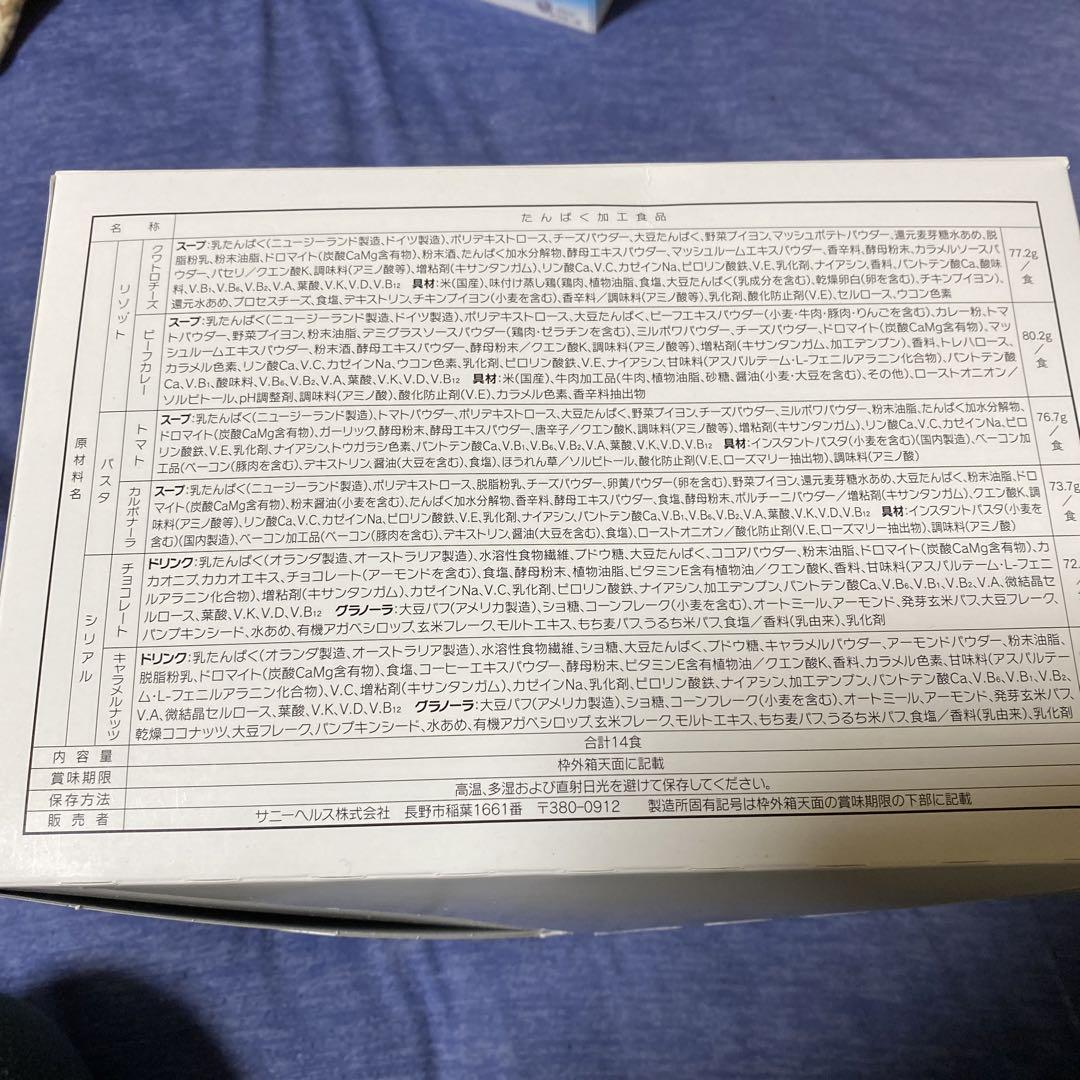 名称 たんぱく加工食品
原材料名
リゾット
クワトロチーズ
スープ:乳たんぱく(ニュージーランド製造、ドイツ製造)、ポリデキストロース、チーズパウダー、大豆たんぱく、野菜ブイヨン、マッシュポテトパウダー、還元麦芽糖水あめ、脱
脂粉乳、粉末油脂、ドロマイト(炭酸CaMg含有物)、粉末酒、たんぱく加水分解物、酵母エキスパウダー、マッシュルームエキスパウダー、香辛料、酵母粉末、カラメルソースパ
ウダー、パセリ/クエン酸K、調味料(アミノ酸等)、増粘剤(キサンタンガム)、リン酸Ca、V.C、カゼインNa、ピロリン酸鉄、V.E、乳化剤、ナイアシン、香料、パントテン酸Ca、酸味
料、V.B1、V.B6、V.B2、V.A、葉酸、V.K、V.D、V.B12 具材:米(国産)、味付け蒸し鶏(鶏肉、植物油脂、食塩、大豆たんぱく(乳成分を含む)、乾燥卵白(卵を含む)、チキンブイヨン)、
還元水あめ、プロセスチーズ、食塩、デキストリン、チキンブイヨン(小麦を含む)、香辛料/調味料(アミノ酸等)、乳化剤、酸化防止剤(V.E)、セルロース、ウコン色素
77.2g/食
ビーフカレー
スープ:乳たんぱく(ニュージーランド製造、ドイツ製造)、ポリデキストロース、大豆たんぱく、ビーフエキスパウダー(小麦・牛肉・豚肉・りんごを含む)、カレー粉、トマ
トパウダー、野菜ブイヨン、粉末油脂、デミグラスソースパウダー(鶏肉・ゼラチンを含む)、ミルポワパウダー、チーズパウダー、ドロマイト(炭酸CaMg含有物)、マッ
シュルームエキスパウダー、粉末酒、酵母エキスパウダー、酵母粉末/クエン酸K、調味料(アミノ酸等)、増粘剤(キサンタンガム、加工デンプン)、香料、トレハロース、
カラメル色素、リン酸Ca、V.C、カゼインNa、ウコン色素、乳化剤、ピロリン酸鉄、V.E、ナイアシン、甘味料(アスパルテーム・L-フェニルアラニン化合物)、パントテン酸
Ca、V.B1、酸味料、V.B6、V.B2、V.A、葉酸、V.K、V.D、V.B12 具材:米(国産)、牛肉加工品(牛肉、植物油脂、砂糖、醤油(小麦・大豆を含む)、その他)、ローストオニオン/
ソルビトール、pH調整剤、調味料(アミノ酸)、酸化防止剤(V.E)、カラメル色素、香辛料抽出物
80.2g/食
パスタ
トマト
スープ:乳たんぱく(ニュージーランド製造)、トマトパウダー、ポリデキストロース、大豆たんぱく、野菜ブイヨン、チーズパウダー、ミルポワパウダー、粉末油脂、たんぱく加水分解物、
ドロマイト(炭酸CaMg含有物)、ガーリック、酵母粉末、酵母エキスパウダー、唐辛子/クエン酸K、調味料(アミノ酸等)、増粘剤(キサンタンガム)、リン酸Ca、V.C、カゼインNa、ピロ
リン酸鉄、V.E、乳化剤、ナイアシン、トウガラシ色素、パントテン酸Ca、V.B1、V.B6、V.B2、V.A、葉酸、V.K、V.D、V.B12 具材:インスタントパスタ(小麦を含む)(国内製造)、ベーコン加
工品(ベーコン(豚肉を含む)、デキストリン、醤油(大豆を含む)、食塩)、ほうれん草/ソルビトール、酸化防止剤(V.E、ローズマリー抽出物)、調味料(アミノ酸)
76.7g/食
カルボナーラ
スープ:乳たんぱく(ニュージーランド製造)、ポリデキストロース、脱脂粉乳、チーズパウダー、卵黄パウダー(卵を含む)、野菜ブイヨン、還元麦芽糖水あめ、大豆たんぱく、粉末油脂、ドロ
マイト(炭酸CaMg含有物)、粉末醤油(小麦を含む)、たんぱく加水分解物、香辛料、酵母エキスパウダー、食塩、酵母粉末、ポルチーニパウダー/増粘剤(キサンタンガム)、クエン酸K、調
味料(アミノ酸等)、リン酸Ca、V.C、カゼインNa、ピロリン酸鉄、V.E、乳化剤、ナイアシン、パントテン酸Ca、V.B1、V.B6、V.B2、V.A、葉酸、V.K、V.D、V.B12 具材:インスタントパスタ(小麦を
含む)(国内製造)、ベーコン加工品(ベーコン(豚肉を含む)、デキストリン、醤油(大豆を含む)、食塩)、ローストオニオン/酸化防止剤(V.E、ローズマリー抽出物)、調味料(アミノ酸)
73.7g/食
シリアル
チョコレート
ドリンク:乳たんぱく(オランダ製造、オーストラリア製造)、水溶性食物繊維、ブドウ糖、大豆たんぱく、ココアパウダー、粉末油脂、ドロマイト(炭酸CaMg含有物)、カ
カオニブ、カカオエキス、チョコレート(アーモンドを含む)、食塩、酵母粉末、植物油脂、ビタミンE含有植物油/クエン酸K、香料、甘味料(アスパルテーム・L-フェニ
ルアラニン化合物)、増粘剤(キサンタンガム)、カゼインNa、V.C、乳化剤、ピロリン酸鉄、ナイアシン、加工デンプン、パントテン酸Ca、V.B6、V.B1、V.B2、V.A、微結晶セ
ルロース、葉酸、V.K、V.D、V.B12 グラノーラ:大豆パフ(アメリカ製造)、ショ糖、コーンフレーク(小麦を含む)、オートミール、アーモンド、発芽玄米パフ、大豆フレーク、
パンプキンシード、水あめ、有機アガベシロップ、玄米フレーク、モルトエキス、もち麦パフ、うるち米パフ、食塩/香料(乳由来)、乳化剤
72.
キャラメルナッツ
ドリンク:乳たんぱく(オランダ製造、オーストラリア製造)、水溶性食物繊維、ショ糖、大豆たんぱく、ブドウ糖、キャラメルパウダー、アーモンドパウダー、粉末油脂、
脱脂粉乳、ドロマイト(炭酸CaMg含有物)、食塩、コーヒーエキスパウダー、酵母粉末、ビタミンE含有植物油/クエン酸K、香料、カラメル色素、甘味料(アスパルテー
ム・L-フェニルアラニン化合物)、V.C、増粘剤(キサンタンガム)、カゼインNa、乳化剤、ピロリン酸鉄、ナイアシン、加工デンプン、パントテン酸Ca、V.B6、V.B1、V.B2、
V.A、微結晶セルロース、葉酸、V.K、V.D、V.B12 グラノーラ:大豆パフ(アメリカ製造)、ショ糖、コーンフレーク(小麦を含む)、オートミール、アーモンド、発芽玄米パフ、
乾燥ココナッツ、大豆フレーク、パンプキンシード、水あめ、有機アガベシロップ、玄米フレーク、モルトエキス、もち麦パフ、うるち米パフ、食塩/香料(乳由来)、乳化剤
内容量 合計14食
賞味期限 枠外箱天面に記載
保存方法 高温、多湿および直射日光を避けて保存してください。
販売者 サニーヘルス株式会社 長野市稲葉1661番 〒380-0912 製造所固有記号は枠外箱天面の賞味期限の下部に記載